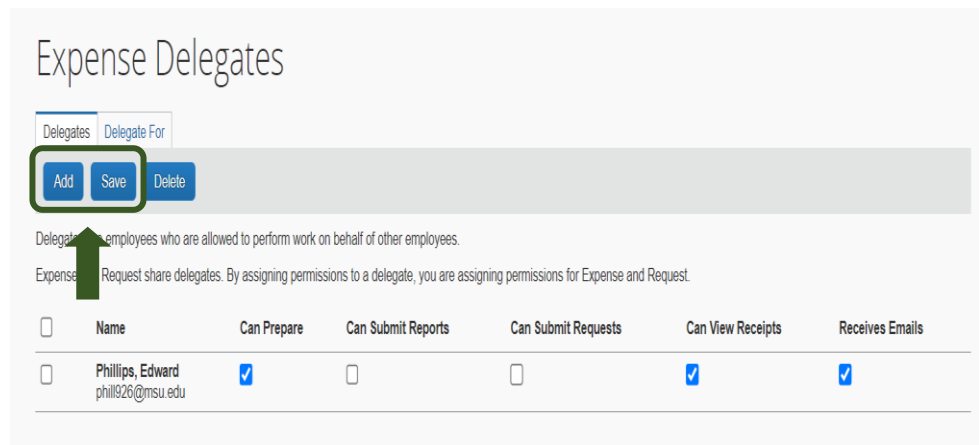 Expense Delegates
Delegates Delegate For
Add Save Delete
Delegat employees who are allowed to perform work on behalf of other employees.
Expense Request share delegates. By assigning permissions to a delegate, you are assigning permissions for Expense and Request.
Name Can Prepare Can Submit Reports Can Submit Requests Can View Receipts Receives Emails
Phillips, Edward
phill926@msu.edu